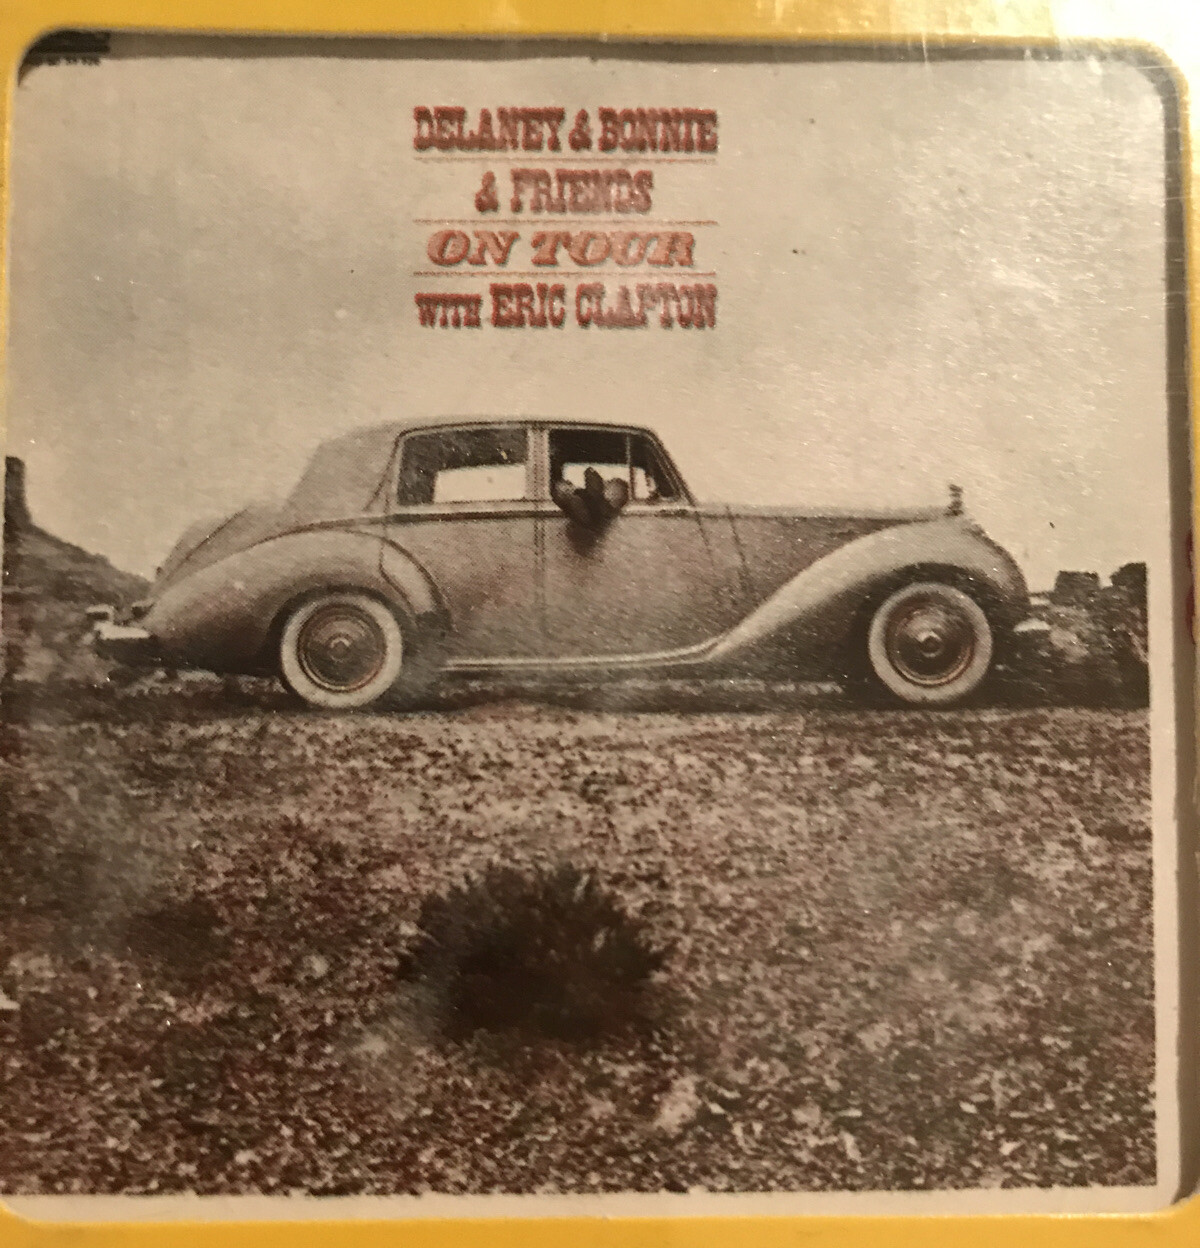 DELANEY & BONNIE
& FRIENDS
ON TOUR
WITH ERIC CLAPTON